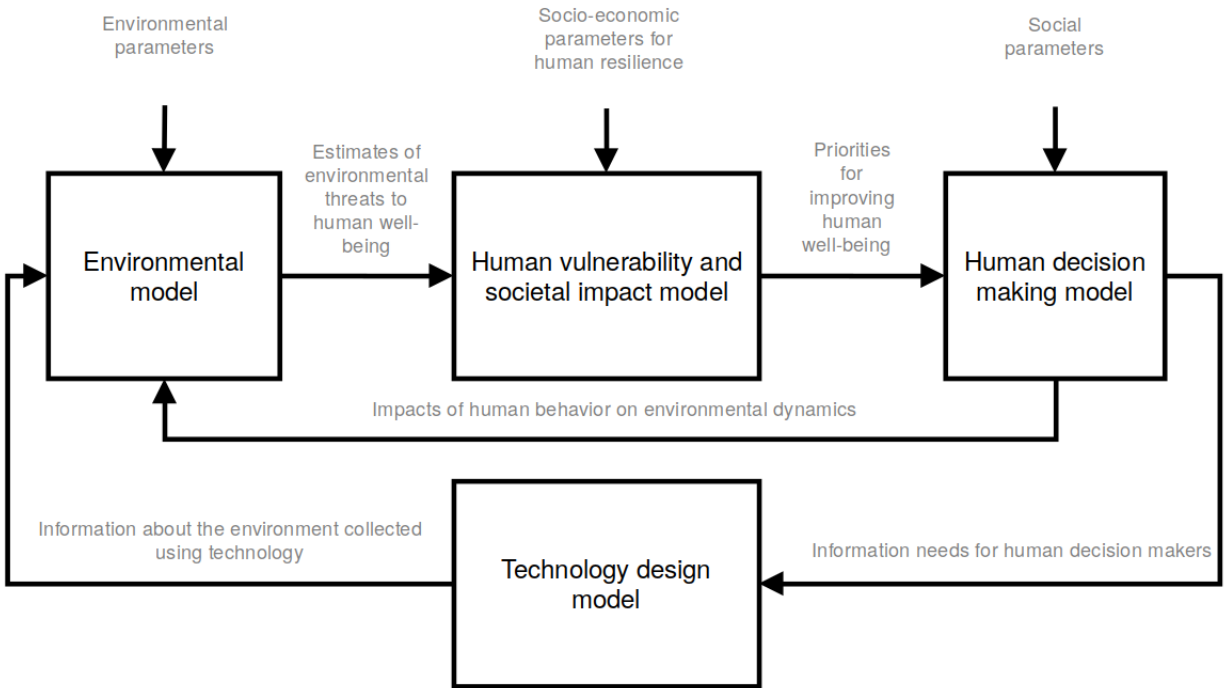 Environmental
parameters
Socio-economic
parameters for
human resilience
Social
parameters
Estimates of
environmental
threats to
human well-
being
Priorities
for
improving
human
well-being
Environmental
model
Human vulnerability and
societal impact model
Human decision
making model
Impacts of human behavior on environmental dynamics
Information about the environment collected
using technology
Technology design
model
Information needs for human decision makers